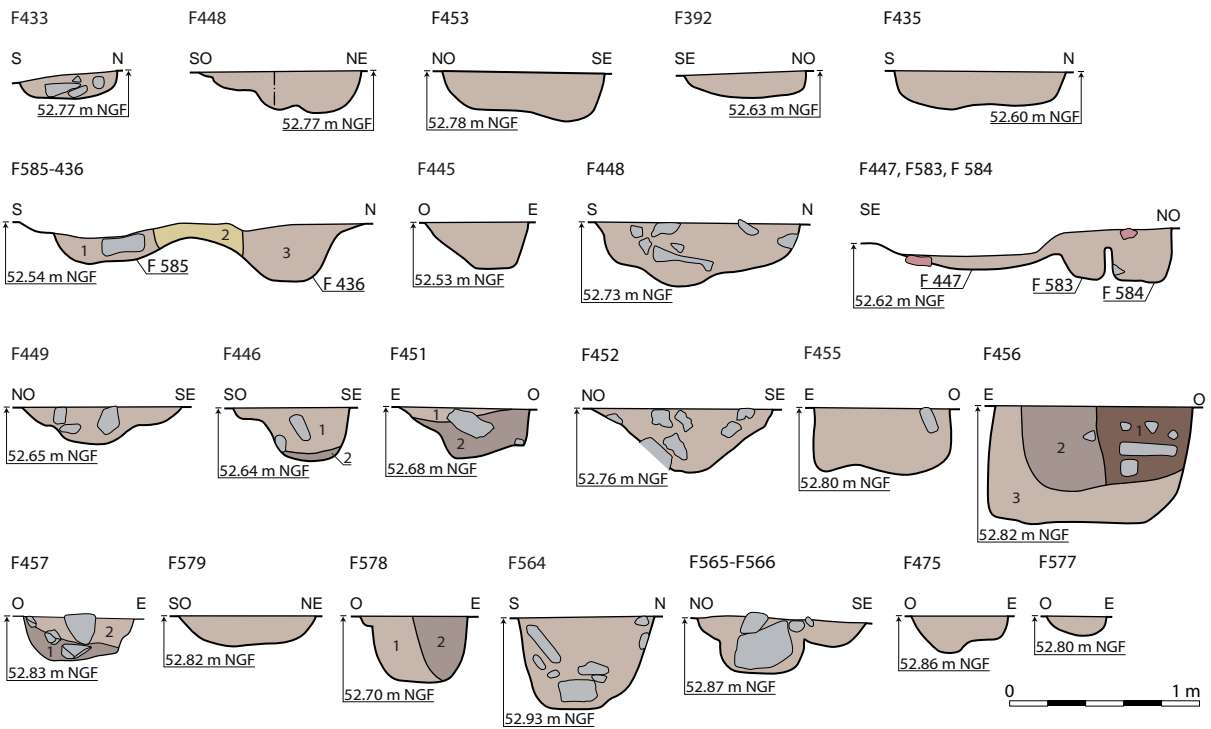 F433 F448 F453 F392 F435
S N SO NE NO SE SE NO S N
52.77 m NGF 52.77 m NGF 52.78 m NGF 52.63 m NGF 52.60 m NGF
F585-436 F445 F448 F447, F583, F 584
S N O E S N SE NO
1 2 3
52.54 m NGF F 585 F 436 52.53 m NGF 52.73 m NGF 52.62 m NGF F 447 F 583 F 584
F449 F446 F451 F452 F455 F456
NO SE SO SE E O NO SE E O E O
1 2 1 2 1 2 3
52.65 m NGF 52.64 m NGF 52.68 m NGF 52.76 m NGF 52.80 m NGF 52.82 m NGF
F457 F579 F578 F564 F565-F566 F475 F577
O E SO NE O E S N NO SE O E O E
1 2 1 2
52.83 m NGF 52.82 m NGF 52.70 m NGF 52.93 m NGF 52.87 m NGF 52.86 m NGF 52.80 m NGF
0 1 m